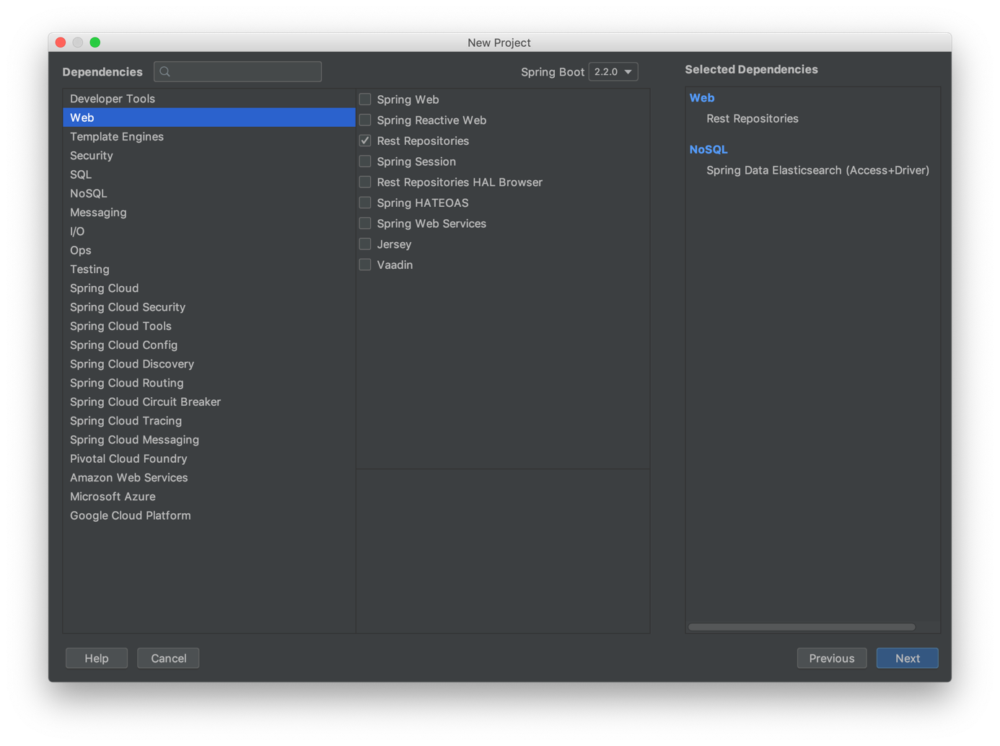 New Project
Dependencies
Spring Boot 2.2.0
Selected Dependencies
Developer Tools
Web
Template Engines
Security
SQL
NoSQL
Messaging
I/O
Ops
Testing
Spring Cloud
Spring Cloud Security
Spring Cloud Tools
Spring Cloud Config
Spring Cloud Discovery
Spring Cloud Routing
Spring Cloud Circuit Breaker
Spring Cloud Tracing
Spring Cloud Messaging
Pivotal Cloud Foundry
Amazon Web Services
Microsoft Azure
Google Cloud Platform
Spring Web
Spring Reactive Web
Rest Repositories
Spring Session
Rest Repositories HAL Browser
Spring HATEOAS
Spring Web Services
Jersey
Vaadin
Web
Rest Repositories
NoSQL
Spring Data Elasticsearch (Access+Driver)
Help
Cancel
Previous
Next